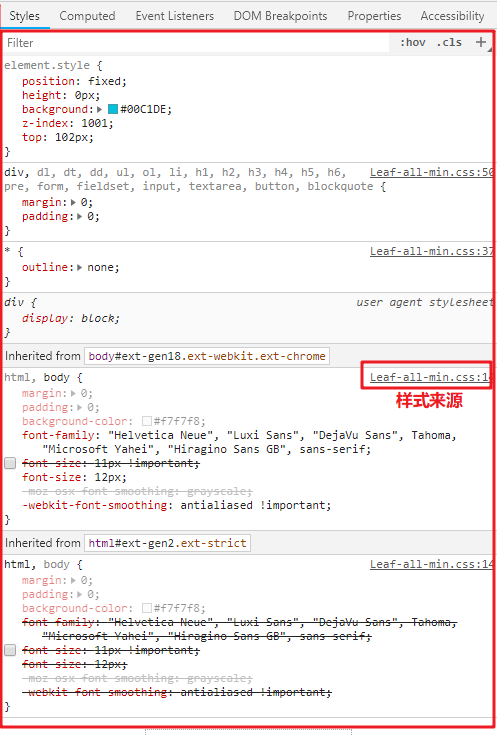 Styles Computed Event Listeners DOM Breakpoints Properties Accessibility
Filter :hov .cls +
element.style {
position: fixed;
height: 0px;
background: #00C1DE;
z-index: 1001;
top: 102px;
}
div, dl, dt, dd, ul, ol, li, h1, h2, h3, h4, h5, h6, Leaf-all-min.css:50
pre, form, fieldset, input, textarea, button, blockquote {
margin: 0;
padding: 0;
}
* { Leaf-all-min.css:37
outline: none;
}
div { user agent stylesheet
display: block;
}
Inherited from body#ext-gen18.ext-webkit.ext-chrome
html, body { Leaf-all-min.css:14
样式来源
margin: 0;
padding: 0;
background-color: #f7f7f8;
font-family: "Helvetica Neue", "Luxi Sans", "DejaVu Sans", Tahoma,
"Microsoft Yahei", "Hiragino Sans GB", sans-serif;
font-size: 11px !important;
font-size: 12px;
-moz-osx-font-smoothing: grayscale;
-webkit-font-smoothing: antialiased !important;
}
Inherited from html#ext-gen2.ext-strict
html, body { Leaf-all-min.css:14
margin: 0;
padding: 0;
background-color: #f7f7f8;
font-family: "Helvetica Neue", "Luxi Sans", "DejaVu Sans", Tahoma,
"Microsoft Yahei", "Hiragino Sans GB", sans-serif;
font-size: 11px !important;
font-size: 12px;
-moz-osx-font-smoothing: grayscale;
-webkit-font-smoothing: antialiased !important;
}